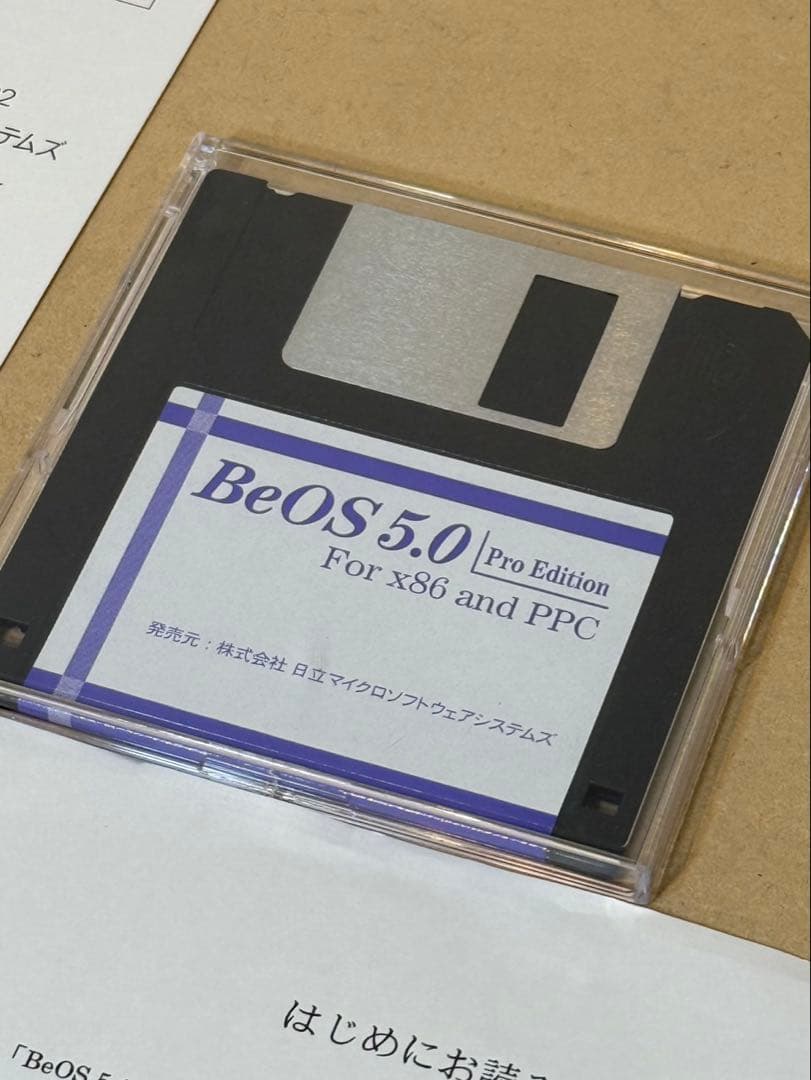 2
テムズ
BeOS 5.0 Pro Edition
For x86 and PPC
発売元：株式会社 日立マイクロソフトウェアシステムズ
はじめにお読み
「BeOS 5.